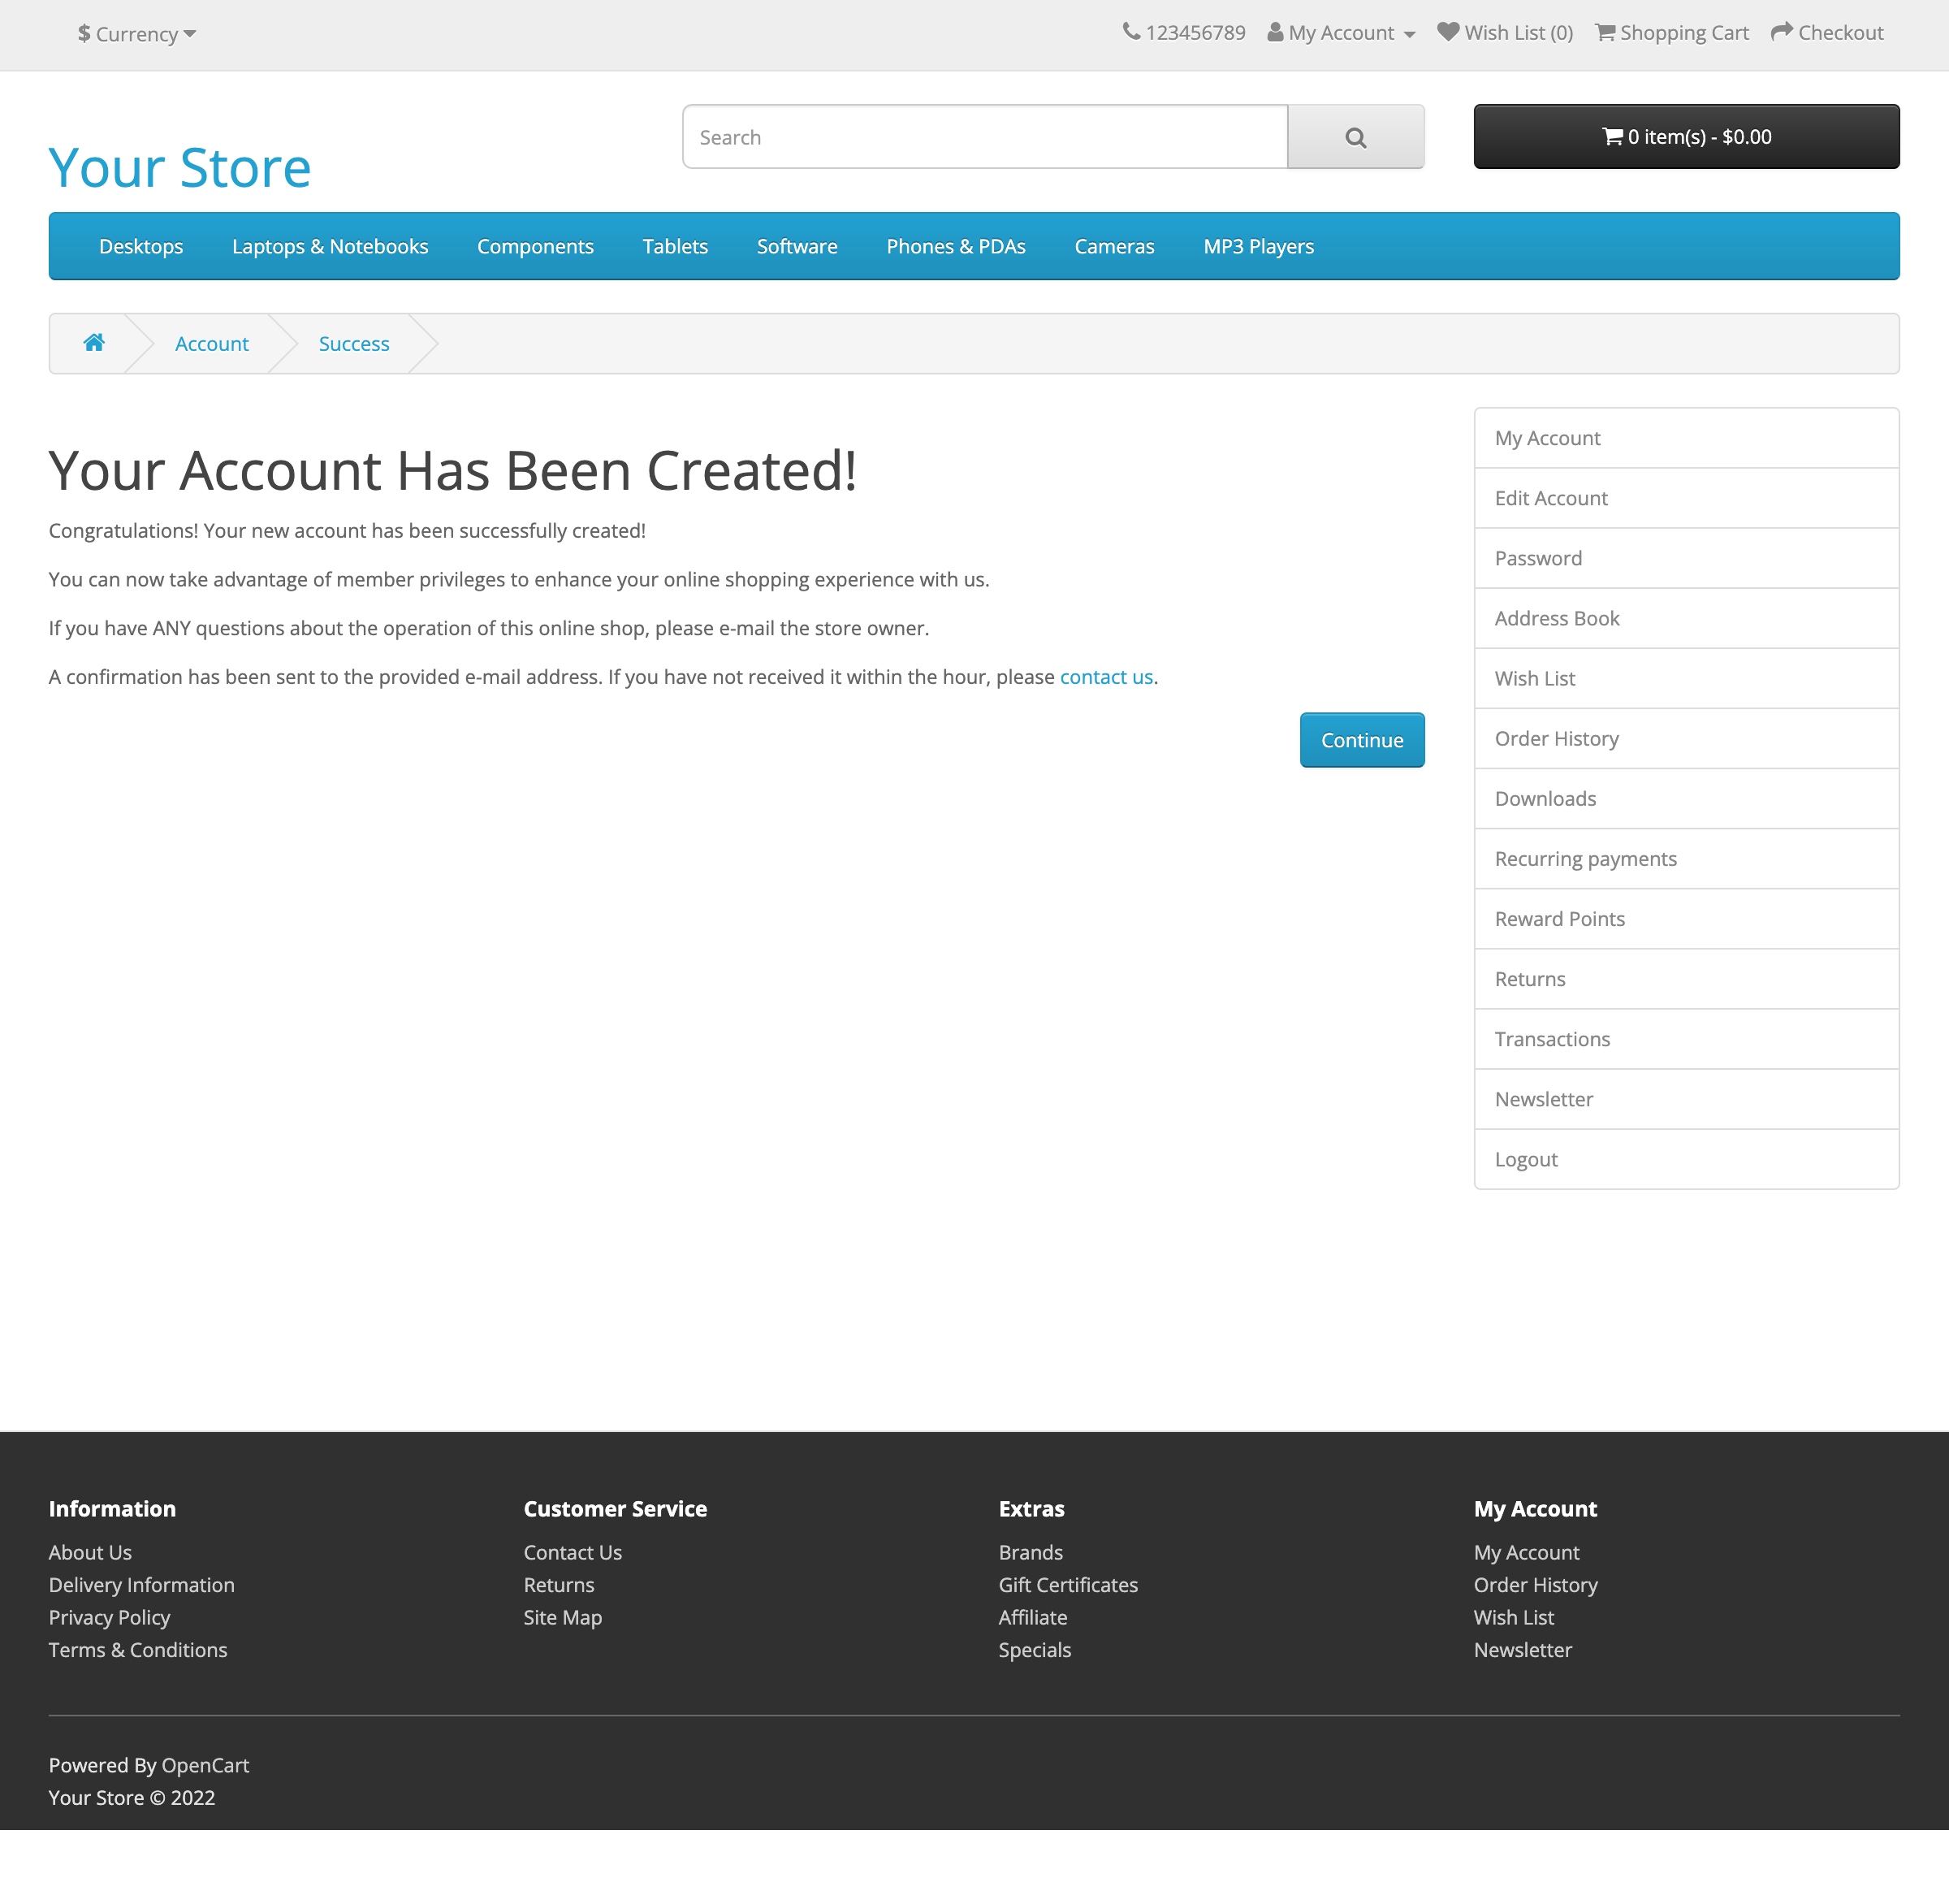 $ Currency
123456789 My Account Wish List (0) Shopping Cart Checkout
Your Store
Search
0 item(s) - $0.00
Desktops Laptops & Notebooks Components Tablets Software Phones & PDAs Cameras MP3 Players
Account Success
Your Account Has Been Created!
Congratulations! Your new account has been successfully created!
You can now take advantage of member privileges to enhance your online shopping experience with us.
If you have ANY questions about the operation of this online shop, please e-mail the store owner.
A confirmation has been sent to the provided e-mail address. If you have not received it within the hour, please contact us.
Continue
My Account
Edit Account
Password
Address Book
Wish List
Order History
Downloads
Recurring payments
Reward Points
Returns
Transactions
Newsletter
Logout
Information
About Us
Delivery Information
Privacy Policy
Terms & Conditions
Customer Service
Contact Us
Returns
Site Map
Extras
Brands
Gift Certificates
Affiliate
Specials
My Account
My Account
Order History
Wish List
Newsletter
Powered By OpenCart
Your Store © 2022